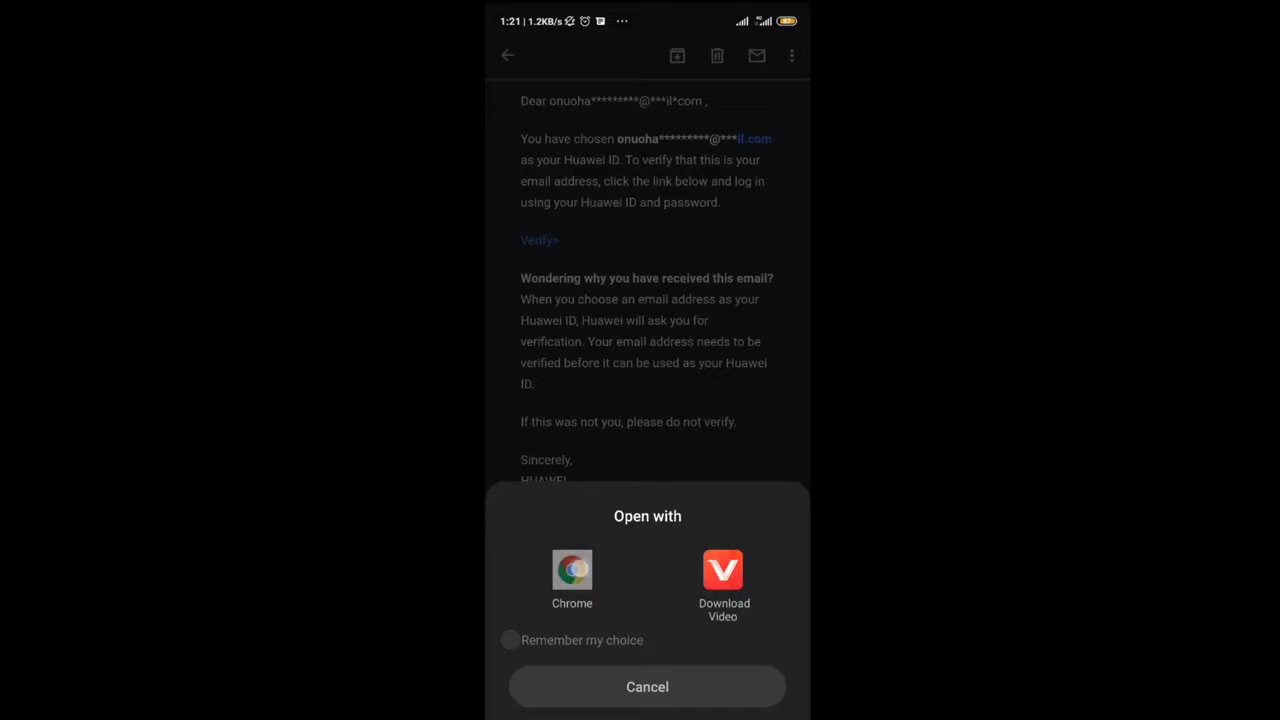 1:21 | 1.2KB/s ...
Dear onuoha*********@***il*com ,
You have chosen onuoha*********@***il.com
as your Huawei ID. To verify that this is your
email address, click the link below and log in
using your Huawei ID and password.
Verify>
Wondering why you have received this email?
When you choose an email address as your
Huawei ID, Huawei will ask you for
verification. Your email address needs to be
verified before it can be used as your Huawei
ID.
If this was not you, please do not verify.
Sincerely,
HUAWEI
Open with
Chrome
Download
Video
Remember my choice
Cancel